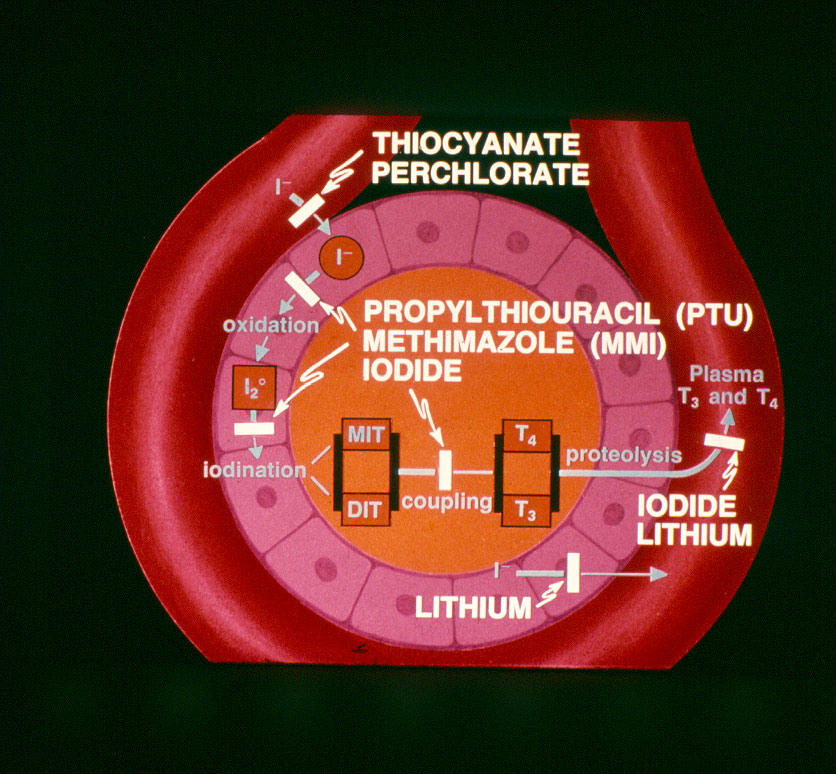 THIOCYANATE
PERCHLORATE
I⁻
I⁻
PROPYLTHIOURACIL (PTU)
METHIMAZOLE (MMI)
IODIDE
oxidation
I₂°
Plasma
T₃ and T₄
MIT
T₄
iodination
proteolysis
coupling
DIT
T₃
IODIDE
LITHIUM
I⁻
LITHIUM